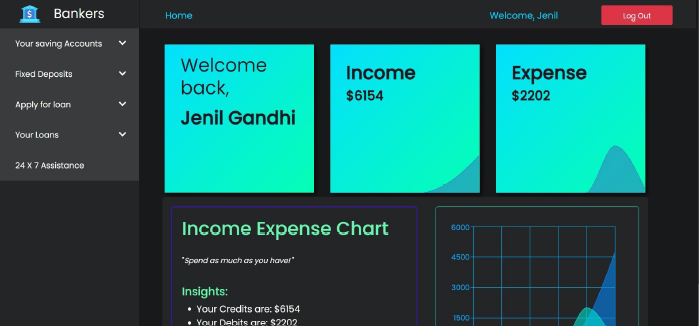 Bankers
Home
Welcome, Jenil
Log Out
Your saving Accounts
Fixed Deposits
Apply for loan
Your Loans
24 X 7 Assistance
Welcome
back,
Jenil Gandhi
Income
$6154
Expense
$2202
Income Expense Chart
"Spend as much as you have!"
Insights:
Your Credits are: $6154
Your Debits are: $2202
6000
4500
3000
1500